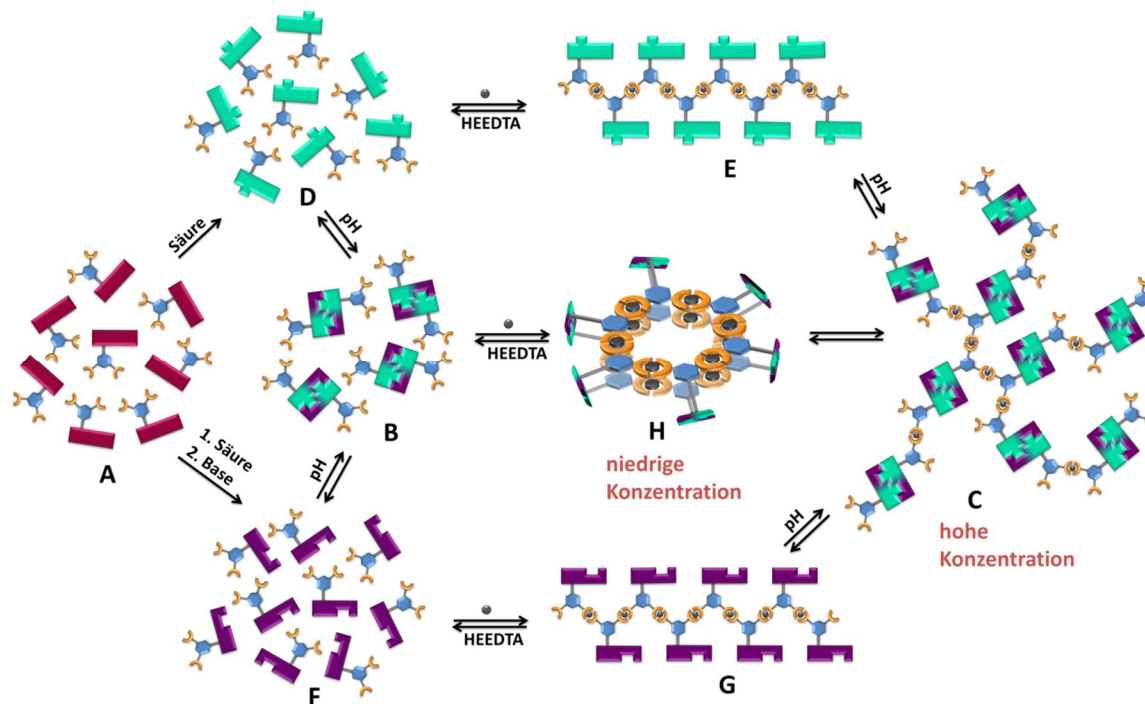 D
HEEDTA
E
Säure
pH
pH
A
B
HEEDTA
H
niedrige
Konzentration
C
hohe
Konzentration
1. Säure
2. Base
pH
pH
F
HEEDTA
G